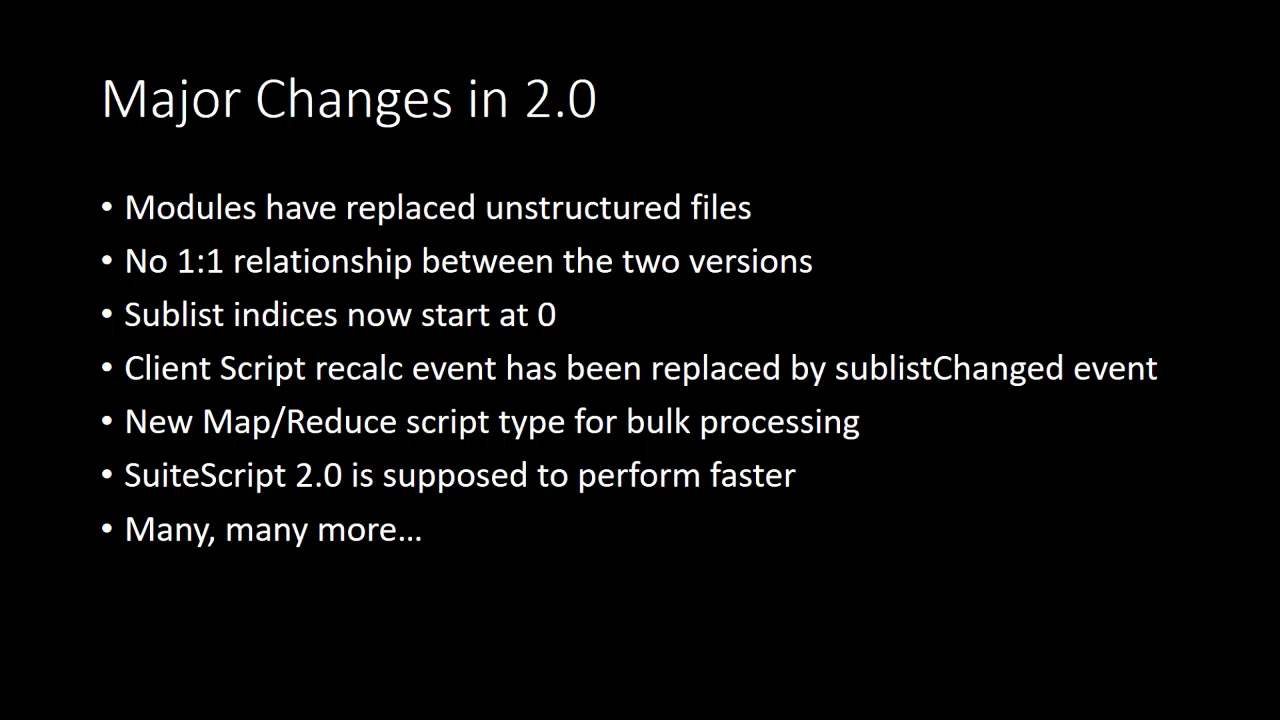 Major Changes in 2.0
• Modules have replaced unstructured files
• No 1:1 relationship between the two versions
• Sublist indices now start at 0
• Client Script recalc event has been replaced by sublistChanged event
• New Map/Reduce script type for bulk processing
• SuiteScript 2.0 is supposed to perform faster
• Many, many more...